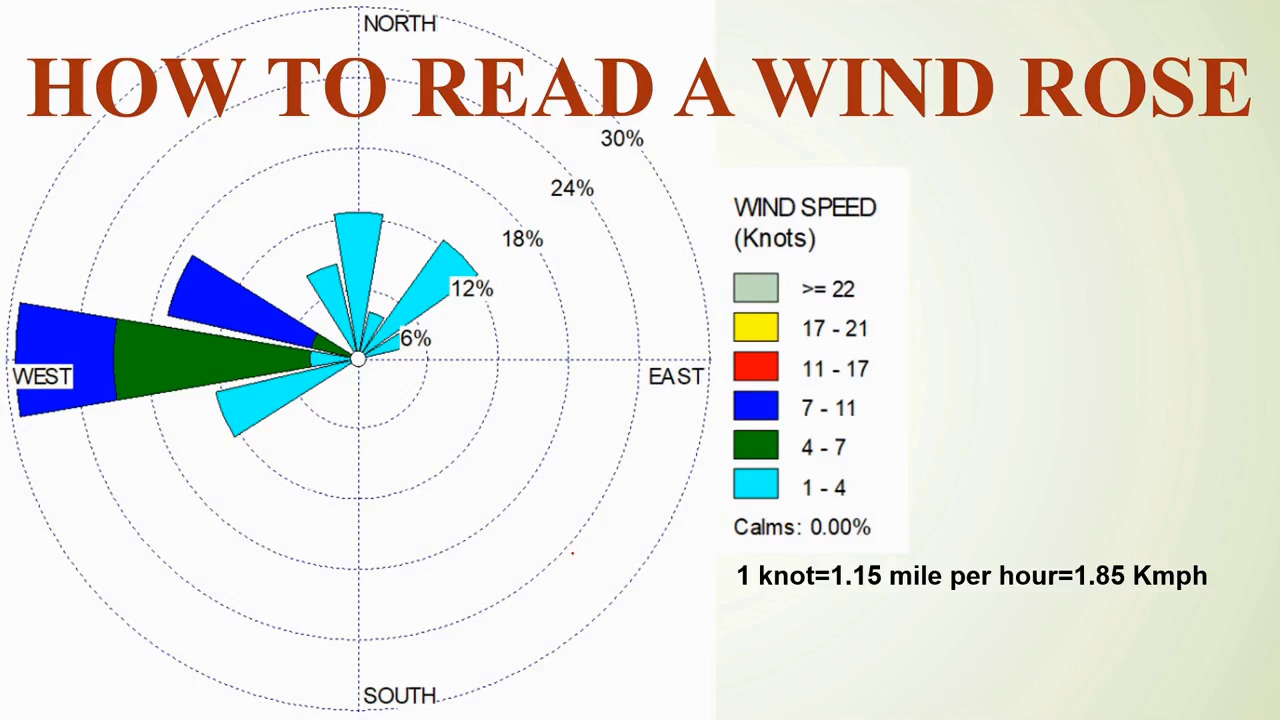 NORTH
HOW TO READ A WIND ROSE
30%
24%
18%
12%
6%
WEST
EAST
SOUTH
WIND SPEED
(Knots)
>= 22
17 - 21
11 - 17
7 - 11
4 - 7
1 - 4
Calms: 0.00%
1 knot=1.15 mile per hour=1.85 Kmph